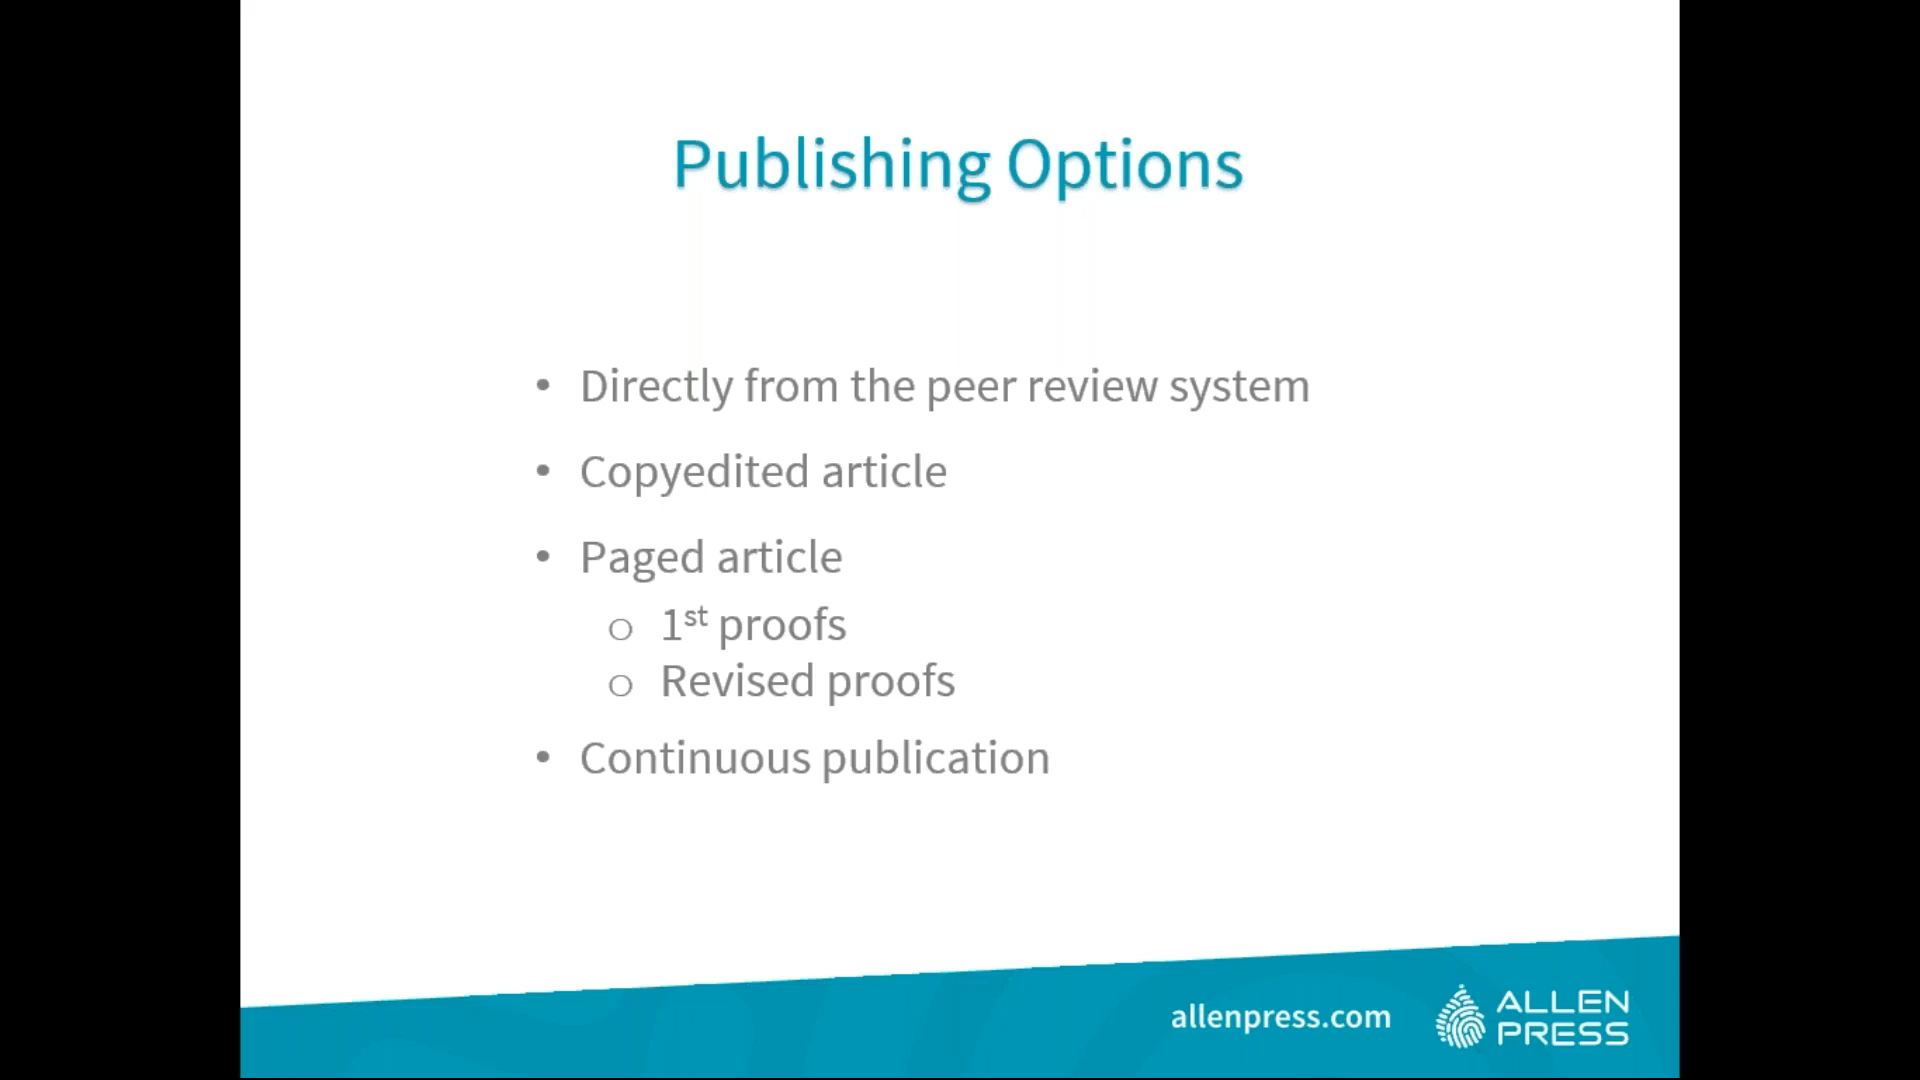 Publishing Options
• Directly from the peer review system
• Copyedited article
• Paged article
o 1st proofs
o Revised proofs
• Continuous publication
allenpress.com
ALLEN
PRESS